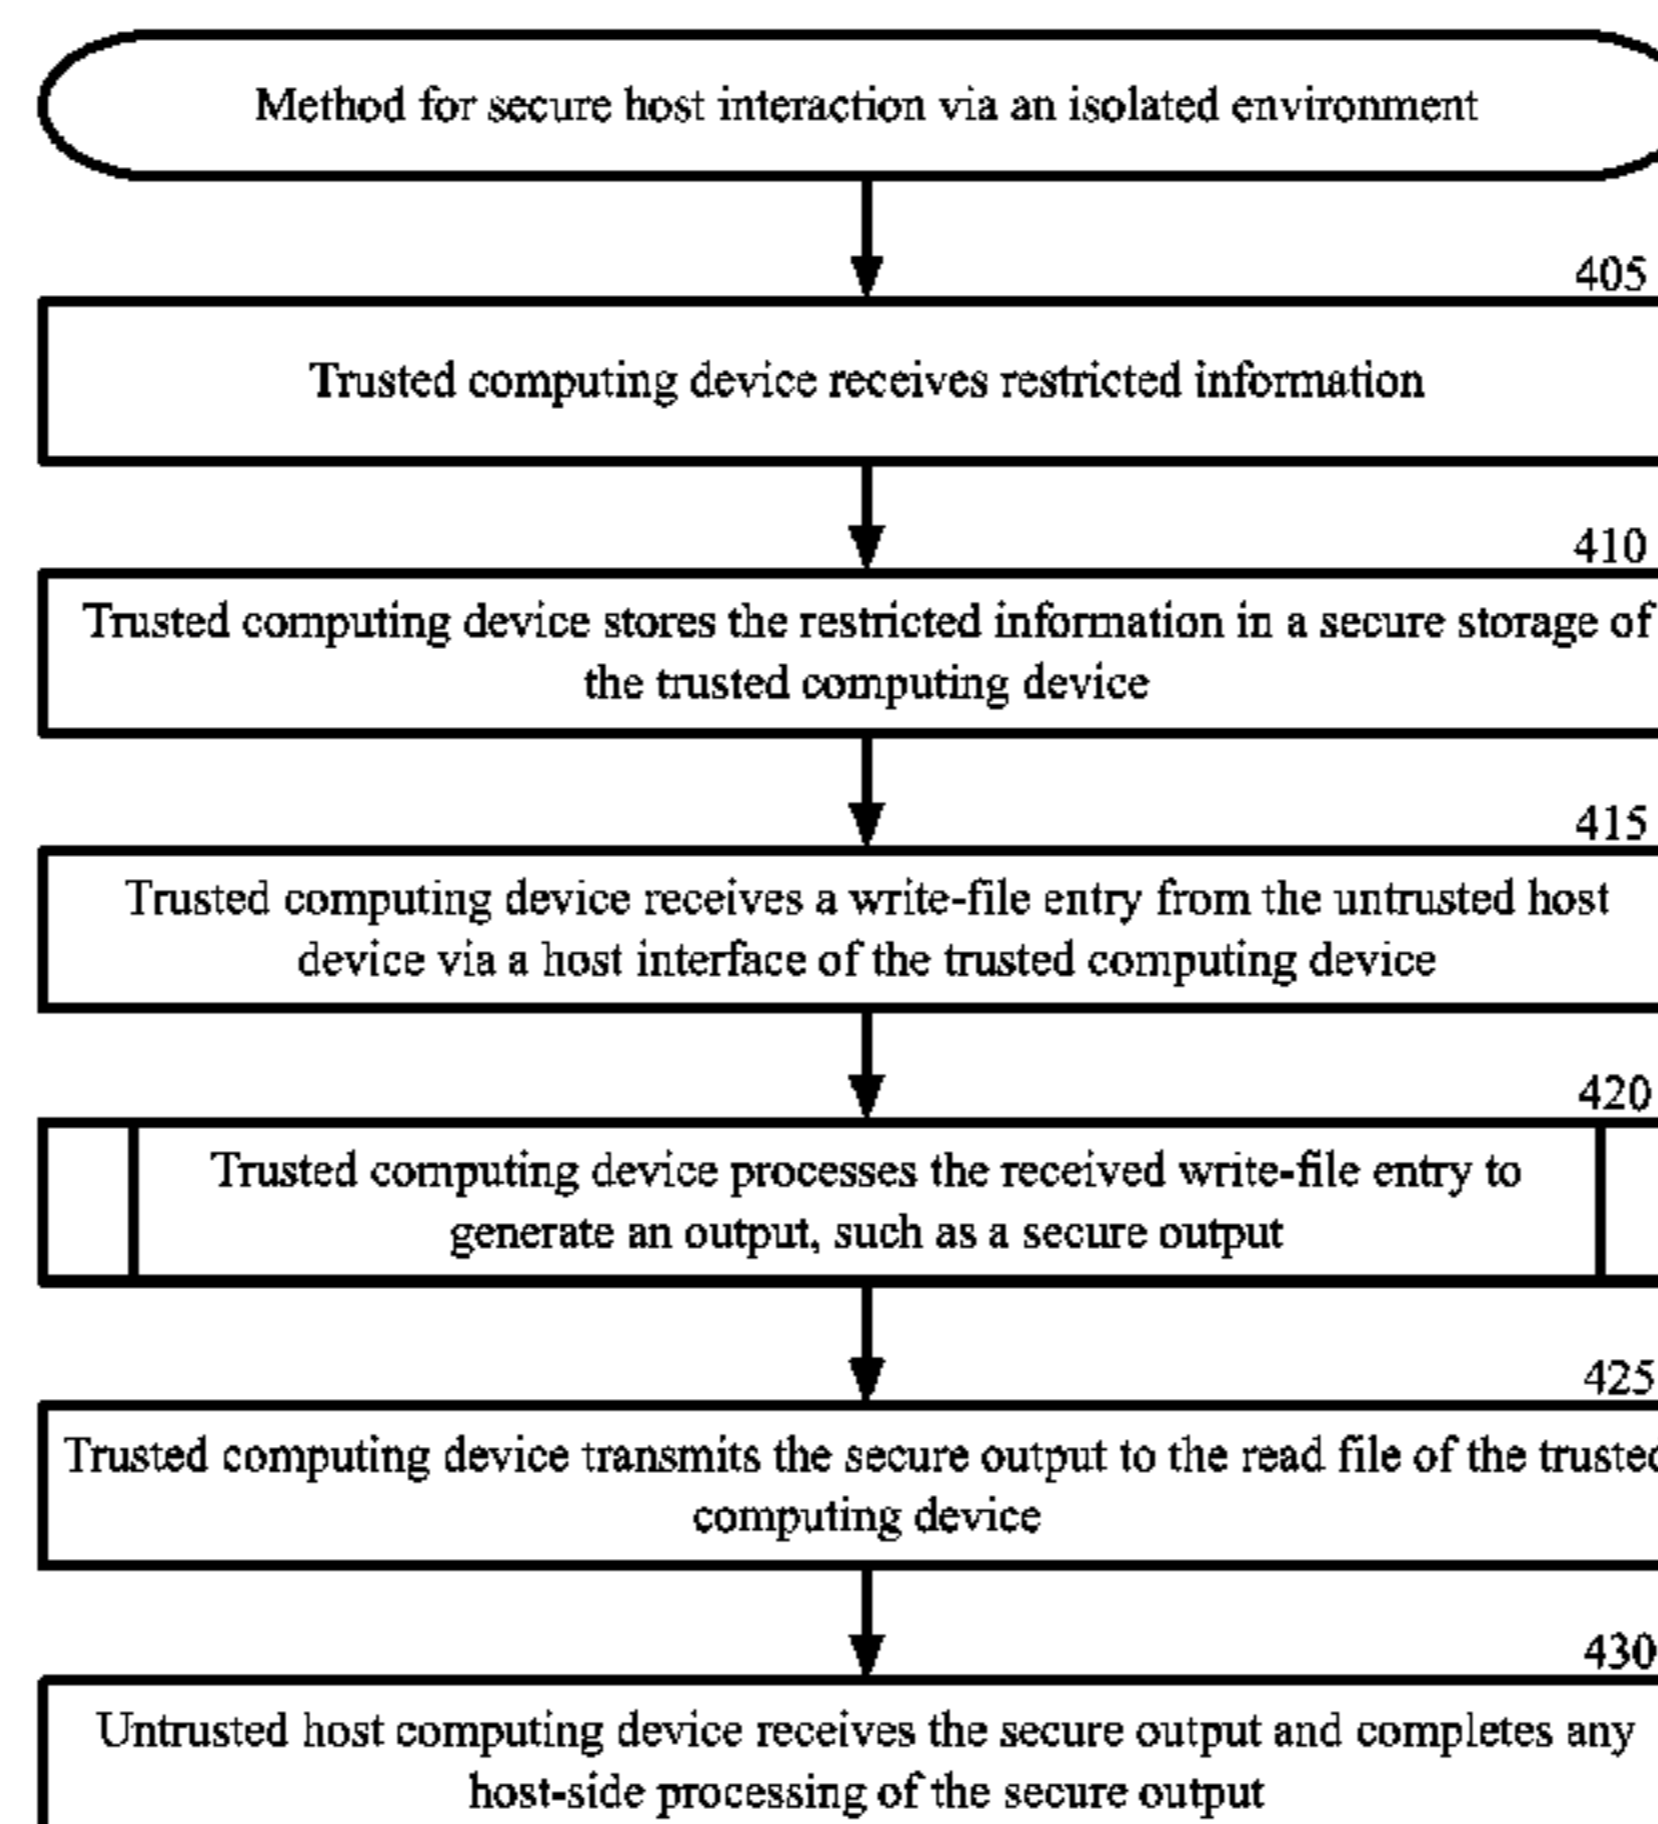 Method for secure host interaction via an isolated environment
405
Trusted computing device receives restricted information
410
Trusted computing device stores the restricted information in a secure storage of
the trusted computing device
415
Trusted computing device receives a write-file entry from the untrusted host
device via a host interface of the trusted computing device
420
Trusted computing device processes the received write-file entry to
generate an output, such as a secure output
425
Trusted computing device transmits the secure output to the read file of the trusted
computing device
430
Untrusted host computing device receives the secure output and completes any
host-side processing of the secure output